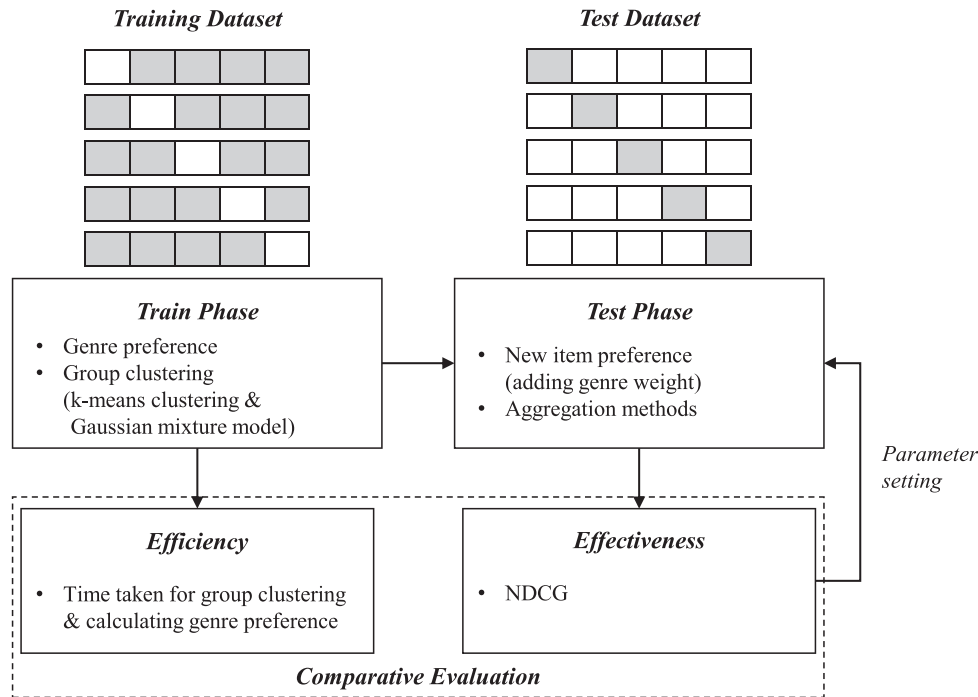 Training Dataset
Test Dataset
Train Phase
• Genre preference
• Group clustering
(k-means clustering &
Gaussian mixture model)
Test Phase
• New item preference
(adding genre weight)
• Aggregation methods
Parameter
setting
Efficiency
• Time taken for group clustering
& calculating genre preference
Effectiveness
• NDCG
Comparative Evaluation